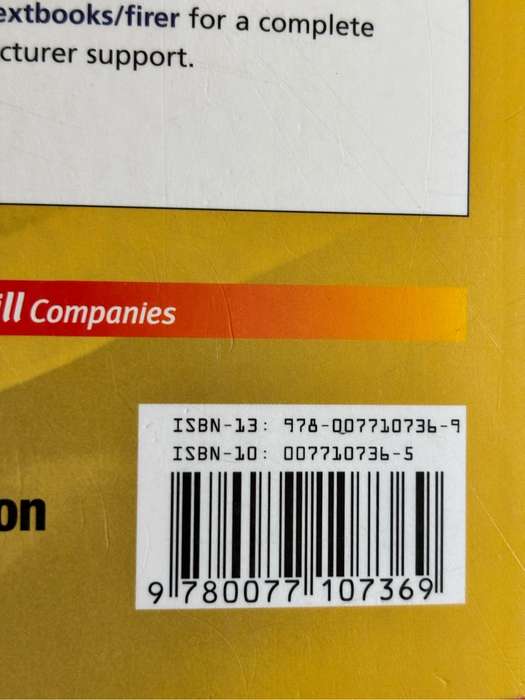 extbooks/firer for a complete
cturer support.
ill Companies
ISBN-13: 978-007710736-9
ISBN-10: 007710736-5
on
9 780077 107369